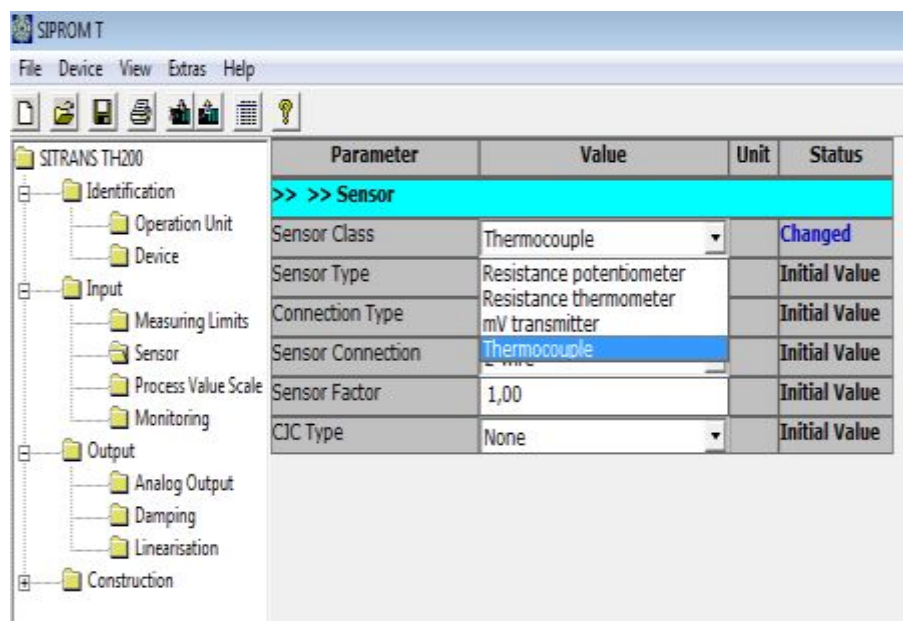 SIPROM T
File Device View Extras Help
SITRANS TH200
Identification
Operation Unit
Device
Input
Measuring Limits
Sensor
Process Value Scale
Monitoring
Output
Analog Output
Damping
Linearisation
Construction
Parameter Value Unit Status
>> >> Sensor
Sensor Class Thermocouple Changed
Sensor Type Initial Value
Resistance potentiometer
Resistance thermometer
mV transmitter
Thermocouple
Connection Type Initial Value
Sensor Connection Initial Value
Sensor Factor 1,00 Initial Value
CJC Type None Initial Value